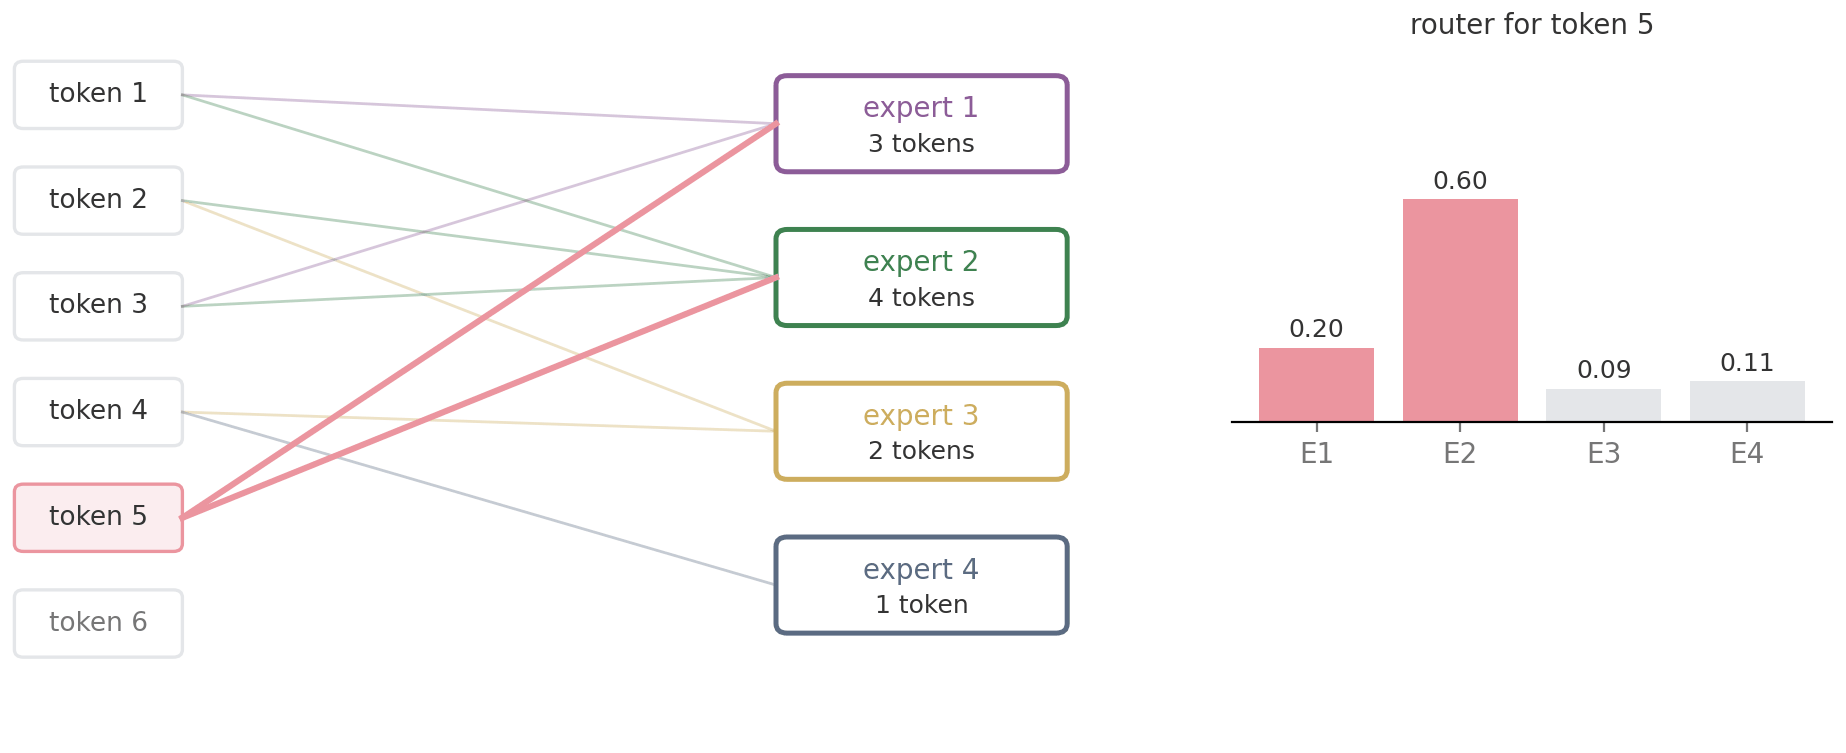 token 1
token 2
token 3
token 4
token 5
token 6
expert 1
3 tokens
expert 2
4 tokens
expert 3
2 tokens
expert 4
1 token
router for token 5
0.20
0.60
0.09
0.11
E1
E2
E3
E4